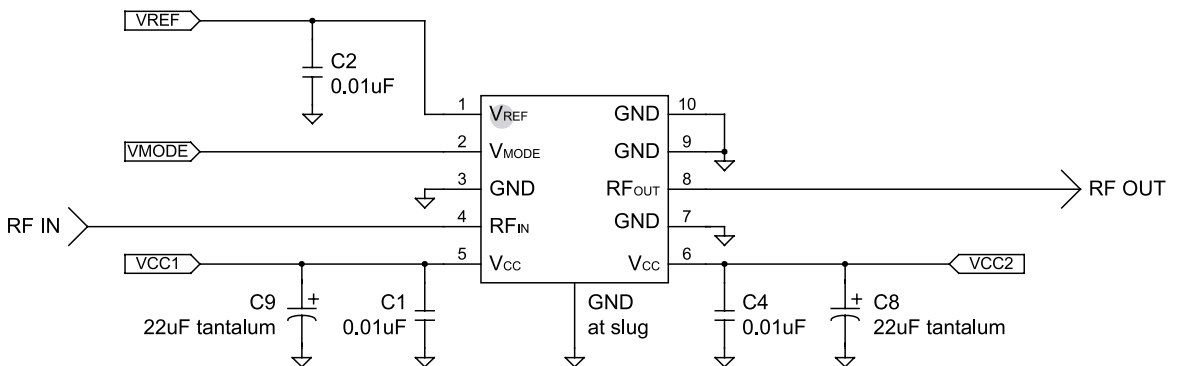 VREF
C2
0.01uF
1 VREF GND 10
VMODE 2 VMODE GND 9
3 GND RFOUT 8 RF OUT
RF IN 4 RFIN GND 7
VCC1 5 VCC VCC 6 VCC2
C9 +
22uF tantalum
C1
0.01uF
GND
at slug
C4
0.01uF
+ C8
22uF tantalum